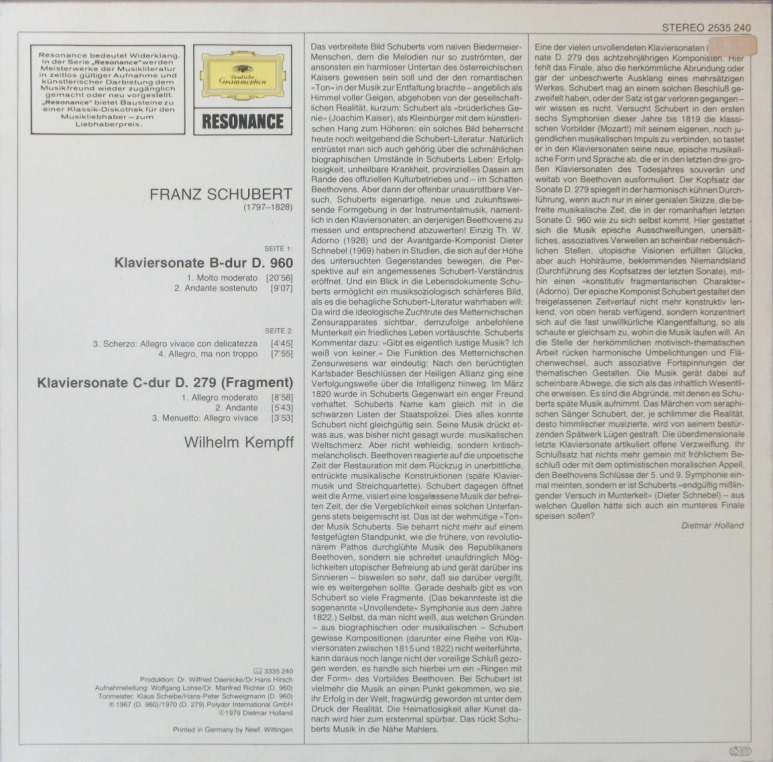 STEREO 2535 240
Resonance bedeutet Widerklang.
In der Serie „Resonance"werden
Meisterwerke der Musikliteratur
in zeitlos gültiger Aufnahme und
künstlerischer Darbietung dem
Musikfreund wieder zugänglich
gemacht oder neu vorgestellt.
„Resonance" bietet Bausteine zu
einer Klassik-Diskothek für den
Musikliebhaber – zum
Liebhaberpreis.
Deutsche
Grammophon
RESONANCE
FRANZ SCHUBERT
(1797–1828)
SEITE 1:
Klaviersonate B-dur D. 960
1. Molto moderato [20'56]
2. Andante sostenuto [9'07]
SEITE 2:
3. Scherzo: Allegro vivace con delicatezza [4'45]
4. Allegro, ma non troppo [7'55]
Klaviersonate C-dur D. 279 (Fragment)
1. Allegro moderato [8'58]
2. Andante [5'43]
3. Menuetto: Allegro vivace [3'53]
Wilhelm Kempff
3335 240
Produktion: Dr. Wilfried Daenicke/Dr. Hans Hirsch
Aufnahmeleitung: Wolfgang Lohse/Dr. Manfred Richter (D. 960)
Tonmeister: Klaus Scheibe/Hans-Peter Schweigmann (D. 960)
℗ 1967 (D. 960)/1970 (D. 279) Polydor International GmbH
© 1979 Dietmar Holland
Printed in Germany by Neef, Wittingen
Das verbreitete Bild Schuberts vom naiven Biedermeier-
Menschen, dem die Melodien nur so zuströmten, der
ansonsten ein harmloser Untertan des österreichischen
Kaisers gewesen sein soll und der den romantischen
»Ton« in der Musik zur Entfaltung brachte – angeblich als
Himmel voller Geigen, abgehoben von der gesellschaft-
lichen Realität, kurzum: Schubert als »brüderliches Ge-
nie« (Joachim Kaiser), als Kleinbürger mit dem künstleri-
schen Hang zum Höheren: ein solches Bild beherrscht
heute noch weitgehend die Schubert-Literatur. Natürlich
entrüstet man sich auch gehörig über die schmählichen
biographischen Umstände in Schuberts Leben: Erfolg-
losigkeit, unheilbare Krankheit, provinzielles Dasein am
Rande des offiziellen Kulturbetriebes und – im Schatten
Beethovens. Aber dann der offenbar unausrottbare Ver-
such, Schuberts eigenartige, neue und zukunftswei-
sende Formgebung in der Instrumentalmusik, nament-
lich in den Klaviersonaten, an derjenigen Beethovens zu
messen und entsprechend abzuwerten! Einzig Th. W.
Adorno (1928) und der Avantgarde-Komponist Dieter
Schnebel (1969) haben in Studien, die sich auf der Höhe
des untersuchten Gegenstandes bewegen, die Per-
spektive auf ein angemessenes Schubert-Verständnis
eröffnet. Und ein Blick in die Lebensdokumente Schu-
berts ermöglicht ein musiksoziologisch schärferes Bild,
als es die behagliche Schubert-Literatur wahrhaben will:
Da wird die ideologische Zuchtrute des Metternichschen
Zensurapparates sichtbar, demzufolge anbefohlene
Munterkeit ein friedliches Leben vortäuschte. Schuberts
Kommentar dazu: »Gibt es eigentlich lustige Musik? Ich
weiß von keiner.« Die Funktion des Metternichschen
Zensurwesens war eindeutig: Nach den berüchtigten
Karlsbader Beschlüssen der Heiligen Allianz ging eine
Verfolgungswelle über die Intelligenz hinweg. Im März
1820 wurde in Schuberts Gegenwart ein enger Freund
verhaftet. Schuberts Name kam gleich mit in die
schwarzen Listen der Staatspolizei. Dies alles konnte
Schubert nicht gleichgültig sein. Seine Musik drückt et-
was aus, was bisher nicht gesagt wurde: musikalischen
Weltschmerz. Aber nicht wehleidig, sondern kritisch-
melancholisch. Beethoven reagierte auf die unpoetische
Zeit der Restauration mit dem Rückzug in unerbittliche,
entrückte musikalische Konstruktionen (späte Klavier-
musik und Streichquartette). Schubert dagegen öffnet
weit die Arme, visiert eine losgelassene Musik der befrei-
ten Zeit, der die Vergeblichkeit eines solchen Unterfan-
gens stets beigemischt ist. Das ist der wehmütige »Ton«
der Musik Schuberts. Sie beharrt nicht mehr auf einem
festgefügten Standpunkt, wie die frühere, von revolutio-
närem Pathos durchglühte Musik des Republikaners
Beethoven, sondern sie schreitet unaufdringlich Mög-
lichkeiten utopischer Befreiung ab und gerät darüber ins
Sinnieren – bisweilen so sehr, daß sie darüber vergißt,
wie es weitergehen sollte. Gerade deshalb gibt es von
Schubert so viele Fragmente. (Das bekannteste ist die
sogenannte »Unvollendete« Symphonie aus dem Jahre
1822.) Selbst, da man nicht weiß, aus welchen Gründen
– aus biographischen oder musikalischen – Schubert
gewisse Kompositionen (darunter eine Reihe von Kla-
viersonaten zwischen 1815 und 1822) nicht weiterführte,
kann daraus noch lange nicht der voreilige Schluß gezo-
gen werden, es handle sich hierbei um ein »Ringen mit
der Form« des Vorbildes Beethoven. Bei Schubert ist
vielmehr die Musik an einen Punkt gekommen, wo sie,
ihr Erfolg in der Welt, fragwürdig geworden ist unter dem
Druck der Realität. Die Heimatlosigkeit aller Kunst da-
nach wird hier zum erstenmal spürbar. Das rückt Schu-
berts Musik in die Nähe Mahlers.
Eine der vielen unvollendeten Klaviersonaten
nate D. 279 des achtzehnjährigen Komponisten. Hier
fehlt das Finale, also die herkömmliche Abrundung oder
gar der unbeschwerte Ausklang eines mehrsätzigen
Werkes. Schubert mag an einem solchen Beschluß ge-
zweifelt haben, oder der Satz ist gar verloren gegangen –
wir wissen es nicht. Versucht Schubert in den ersten
sechs Symphonien dieser Jahre bis 1819 die klassi-
schen Vorbilder (Mozart!) mit seinem eigenen, noch ju-
gendlichen musikalischen Impuls zu verbinden, so tastet
er in den Klaviersonaten seine neue, epische musikali-
sche Form und Sprache ab, die er in den letzten drei gro-
ßen Klaviersonaten des Todesjahres souverän und
weitab von Beethoven ausformuliert. Der Kopfsatz der
Sonate D. 279 spiegelt in der harmonisch kühnen Durch-
führung, wenn auch nur in einer genialen Skizze, die be-
freite musikalische Zeit, die in der romanhaften letzten
Sonate D. 960 wie zu sich selbst kommt. Hier gestattet
sich die Musik epische Ausschweifungen, unersätt-
liches, assoziatives Verweilen an scheinbar nebensäch-
lichen Stellen, utopische Visionen erfüllten Glücks,
aber auch Hohlräume, beklemmendes Niemandsland
(Durchführung des Kopfsatzes der letzten Sonate), mit-
hin einen »konstitutiv fragmentarischen Charakter«
(Adorno). Der epische Komponist Schubert gestaltet den
freigelassenen Zeitverlauf nicht mehr konstruktiv len-
kend, von oben herab verfügend, sondern konzentriert
sich auf die fast unwillkürliche Klangentfaltung, so als
schaute er gleichsam zu, wohin die Musik laufen will. An
die Stelle der herkömmlichen motivisch-thematischen
Arbeit rücken harmonische Umbelichtungen und Flä-
chenwechsel, auch assoziative Fortspinnungen der
thematischen Gestalten. Die Musik gerät dabei auf
scheinbare Abwege, die sich als das inhaltlich Wesentli-
che erweisen. Es sind die Abgründe, mit denen es Schu-
berts späte Musik aufnimmt. Das Märchen vom seraphi-
schen Sänger Schubert, der, je schlimmer die Realität,
desto himmlischer musizierte, wird von seinem bestür-
zenden Spätwerk Lügen gestraft. Die überdimensionale
letzte Klaviersonate artikuliert offene Verzweiflung. Ihr
Schlußsatz hat nichts mehr gemein mit fröhlichem Be-
schluß oder mit dem optimistischen moralischen Appell,
den Beethovens Schlüsse der 5. und 9. Symphonie ein-
mal meinten, sondern er ist Schuberts »endgültig mißlin-
gender Versuch in Munterkeit« (Dieter Schnebel) – aus
welchen Quellen hätte sich auch ein munteres Finale
speisen sollen?
Dietmar Holland